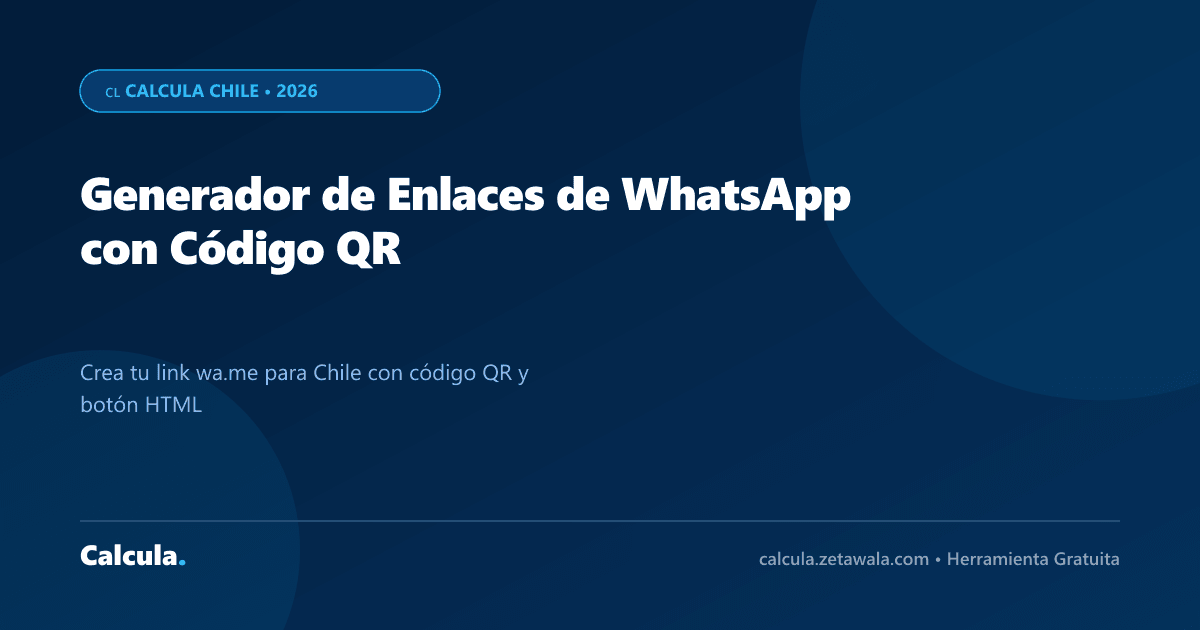 CL CALCULA CHILE • 2026
Generador de Enlaces de WhatsApp
con Código QR
Crea tu link wa.me para Chile con código QR y
botón HTML
Calcula.
calcula.zetawala.com • Herramienta Gratuita